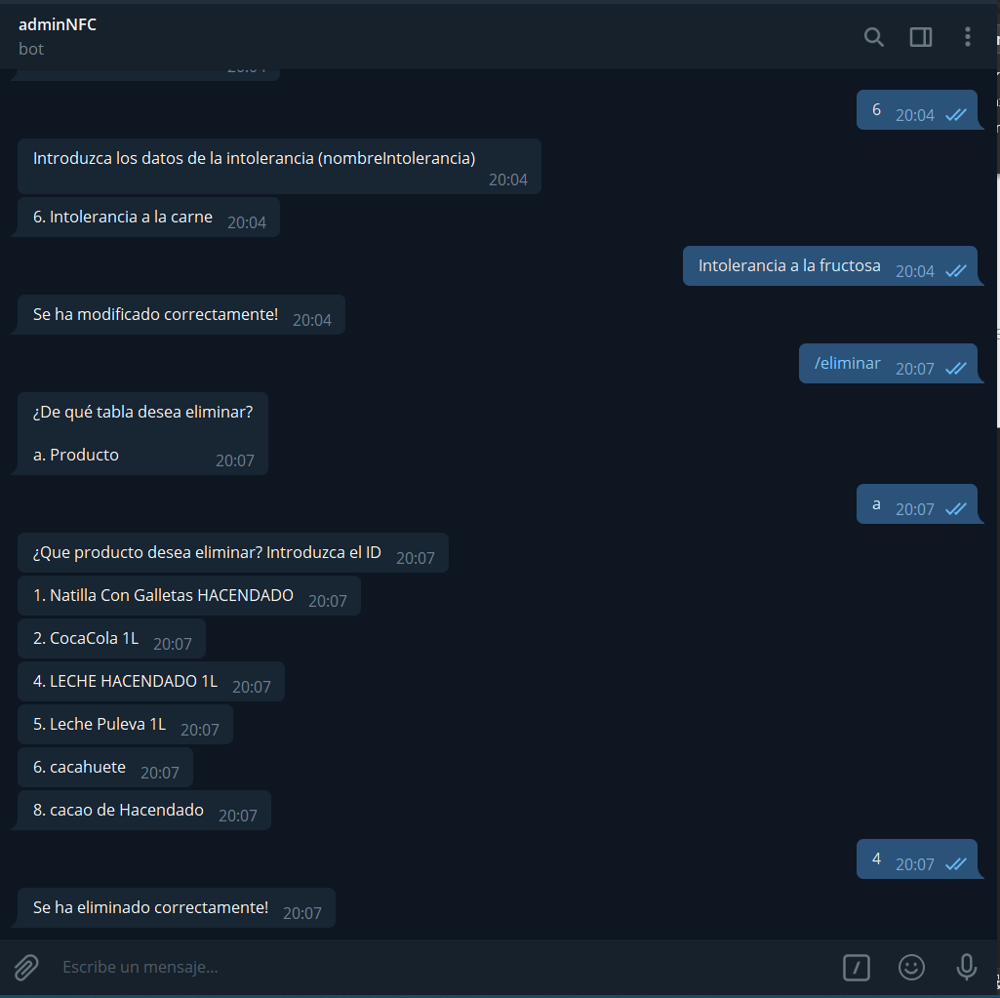 adminNFC
bot
6 20:04
Introduzca los datos de la intolerancia (nombreIntolerancia)
20:04
6. Intolerancia a la carne 20:04
Intolerancia a la fructosa 20:04
Se ha modificado correctamente! 20:04
/eliminar 20:07
¿De qué tabla desea eliminar?
a. Producto 20:07
a 20:07
¿Que producto desea eliminar? Introduzca el ID 20:07
1. Natilla Con Galletas HACENDADO 20:07
2. CocaCola 1L 20:07
4. LECHE HACENDADO 1L 20:07
5. Leche Puleva 1L 20:07
6. cacahuete 20:07
8. cacao de Hacendado 20:07
4 20:07
Se ha eliminado correctamente! 20:07
Escribe un mensaje...